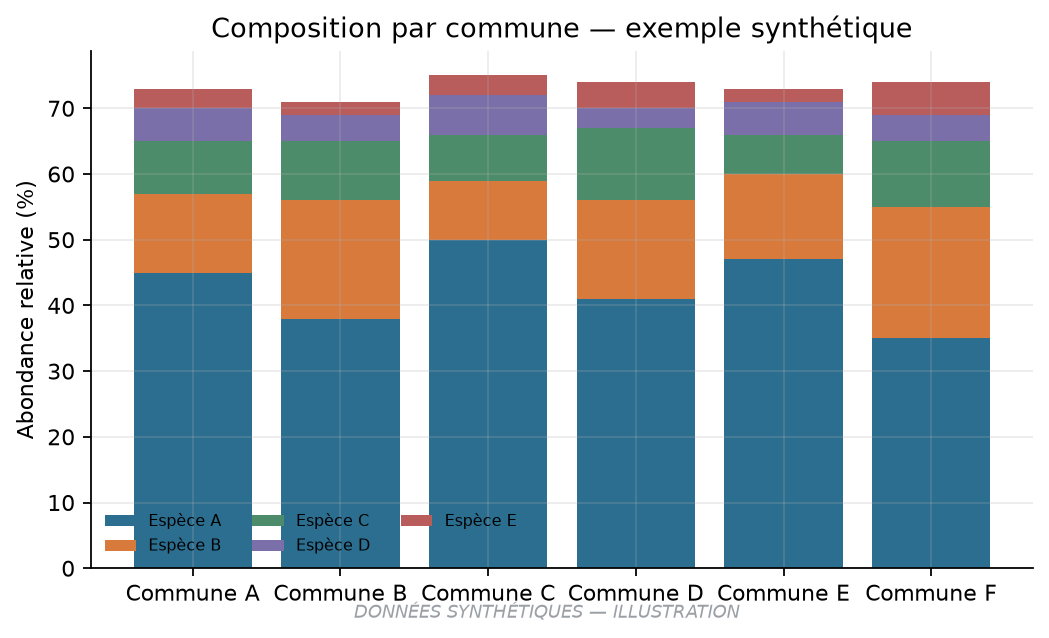 Composition par commune — exemple synthétique
Abondance relative (%)
70
60
50
40
30
20
10
0
Espèce A
Espèce B
Espèce C
Espèce D
Espèce E
Commune A
Commune B
Commune C
Commune D
Commune E
Commune F
DONNÉES SYNTHÉTIQUES — ILLUSTRATION